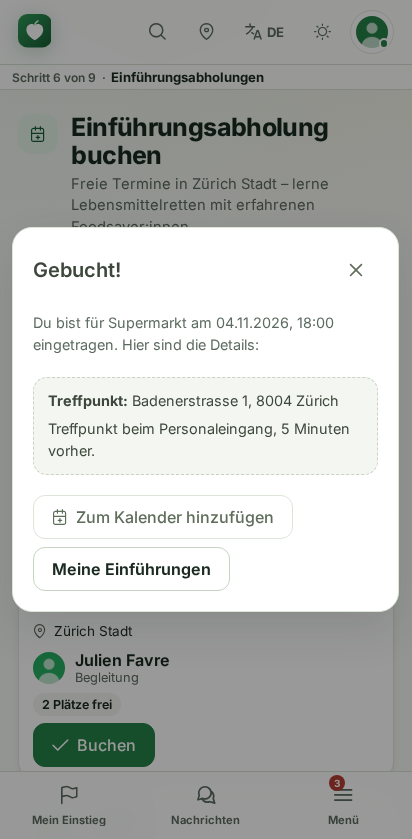 DE
Schritt 6 von 9 · Einführungsabholungen
Einführungsabholung
buchen
Freie Termine in Zürich Stadt – lerne
Lebensmittelretten mit erfahrenen
Gebucht!
Du bist für Supermarkt am 04.11.2026, 18:00
eingetragen. Hier sind die Details:
Treffpunkt: Badenerstrasse 1, 8004 Zürich
Treffpunkt beim Personaleingang, 5 Minuten
vorher.
Zum Kalender hinzufügen
Meine Einführungen
Zürich Stadt
Julien Favre
Begleitung
2 Plätze frei
Buchen
3
Mein Einstieg
Nachrichten
Menü